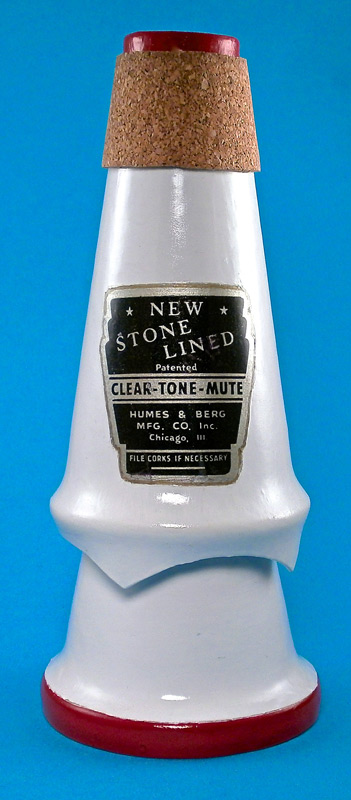 NEW
STONE
LINED
Patented
CLEAR-TONE-MUTE
HUMES & BERG
MFG. CO. Inc.
Chicago, Ill
FILE CORKS IF NECESSARY